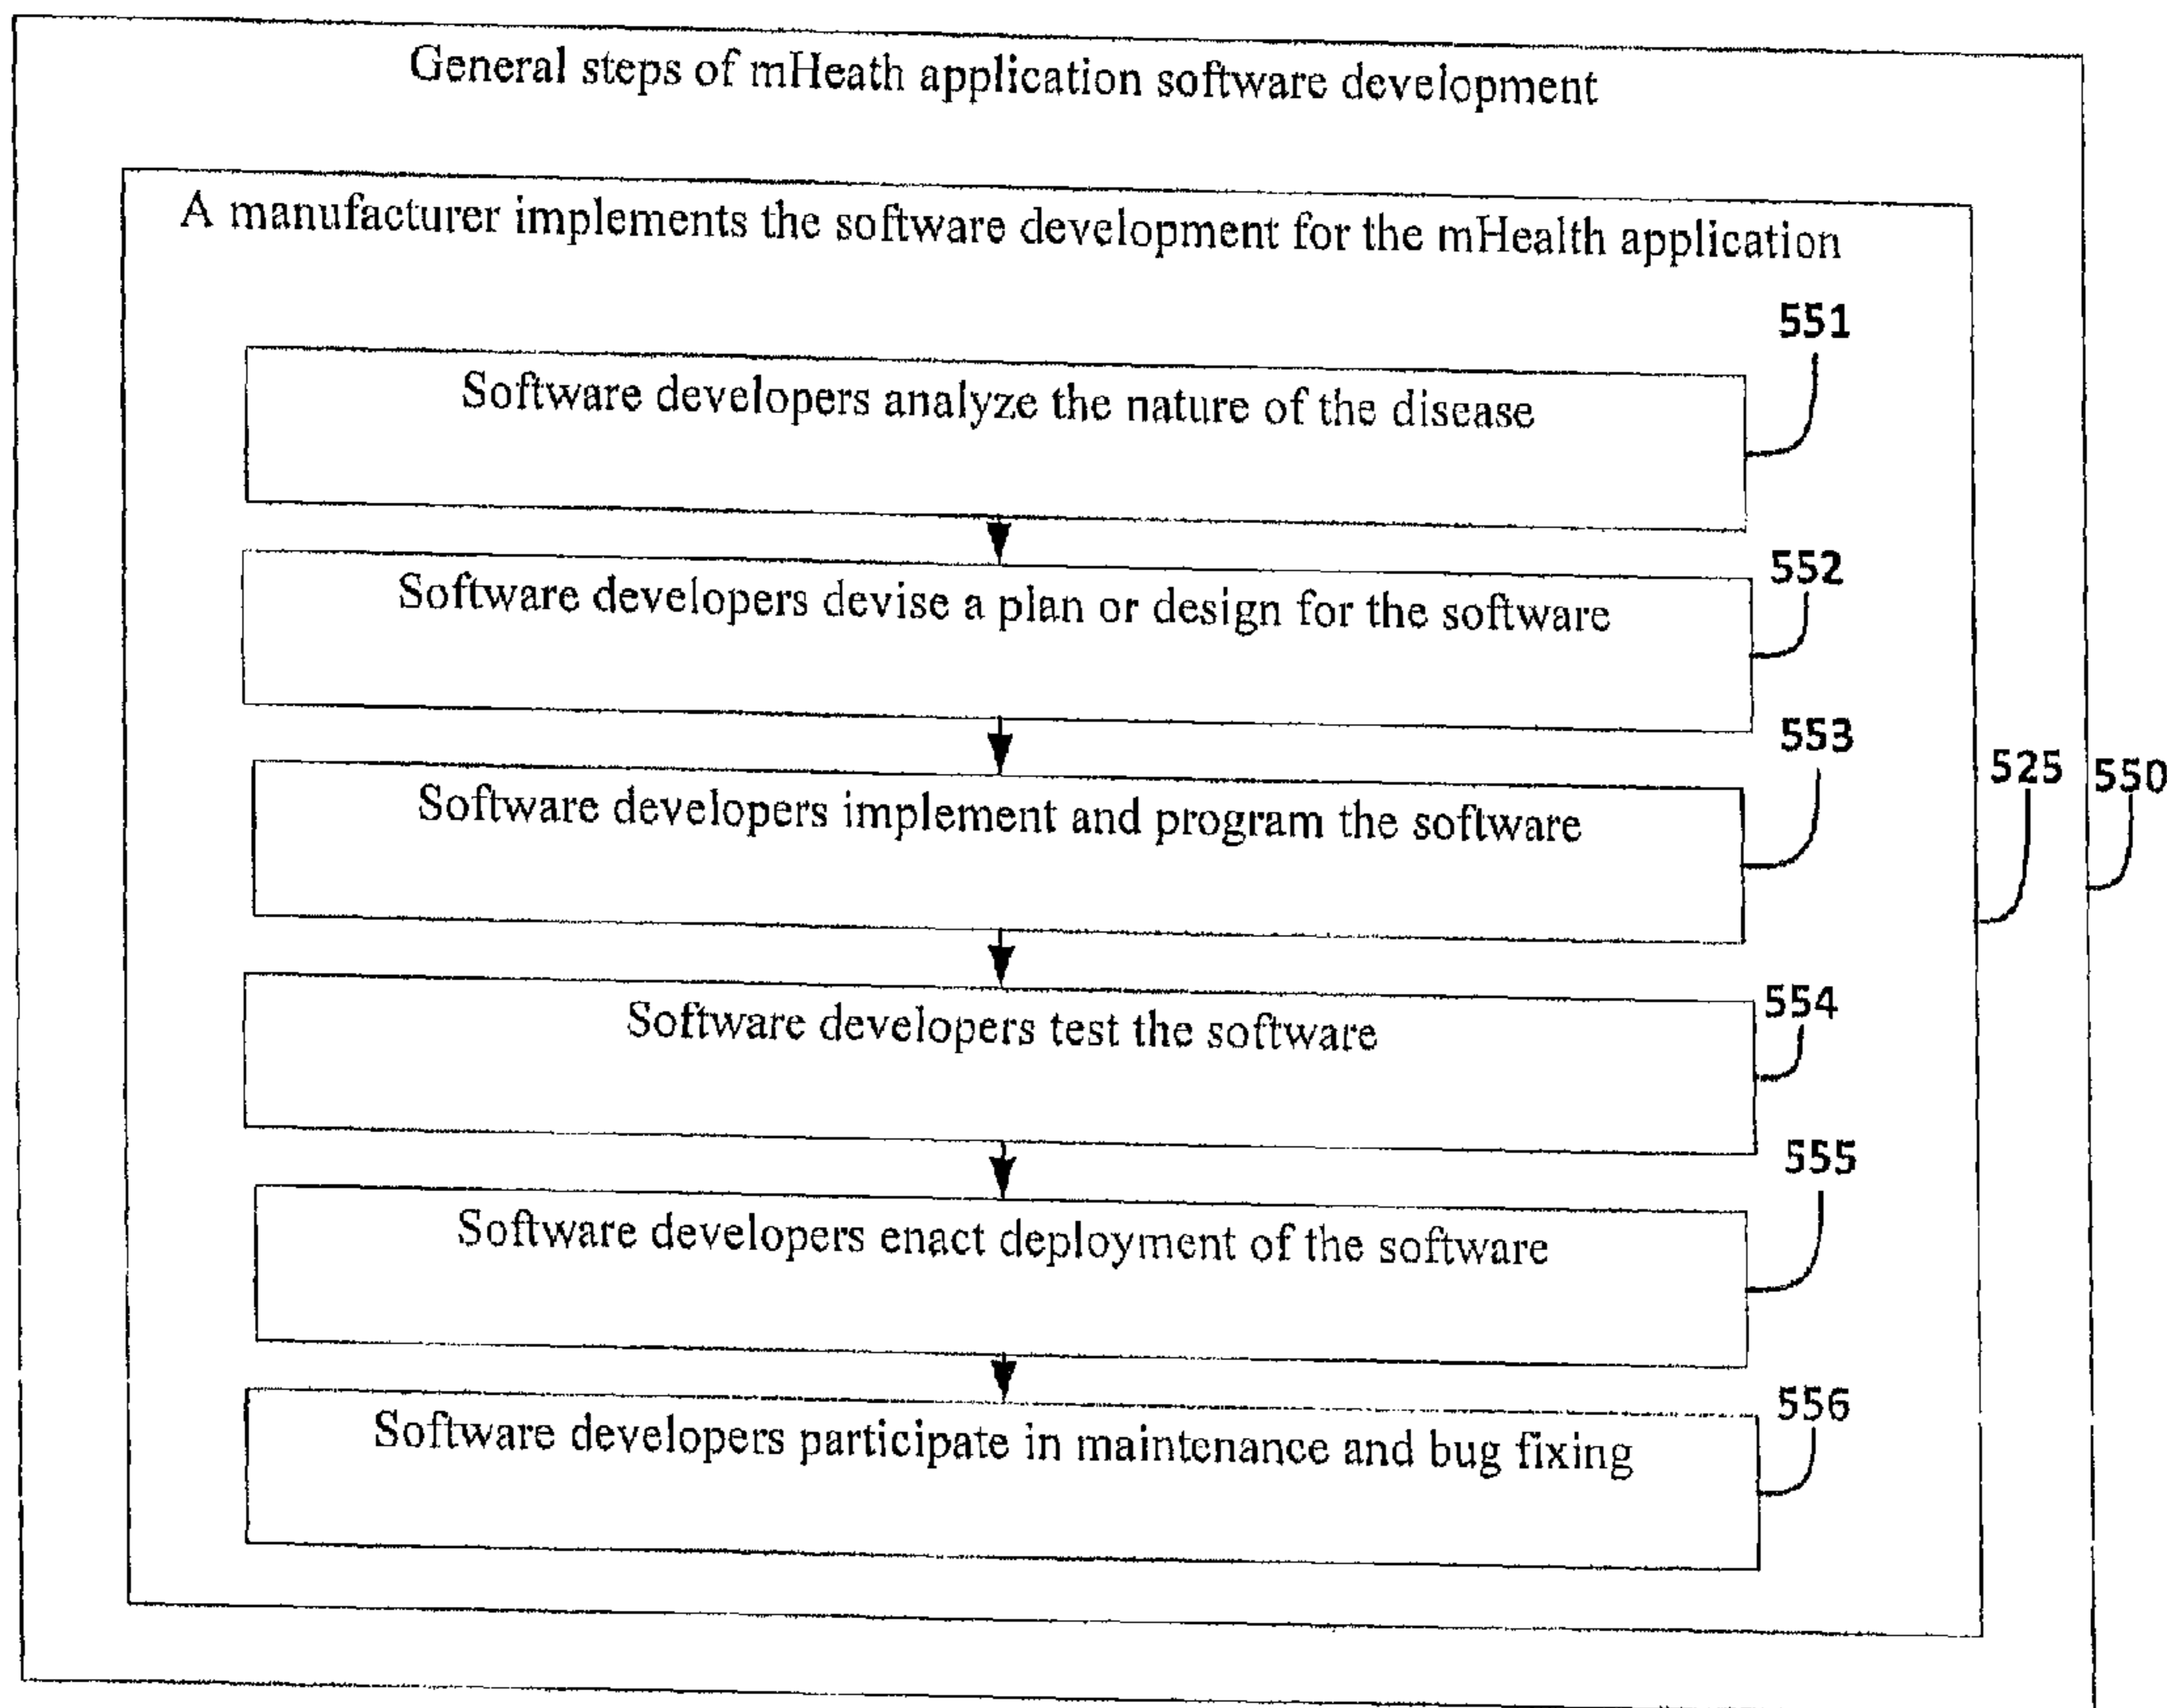 General steps of mHeath application software development
A manufacturer implements the software development for the mHealth application
551
Software developers analyze the nature of the disease
552
Software developers devise a plan or design for the software
553
525
550
Software developers implement and program the software
554
Software developers test the software
555
Software developers enact deployment of the software
556
Software developers participate in maintenance and bug fixing